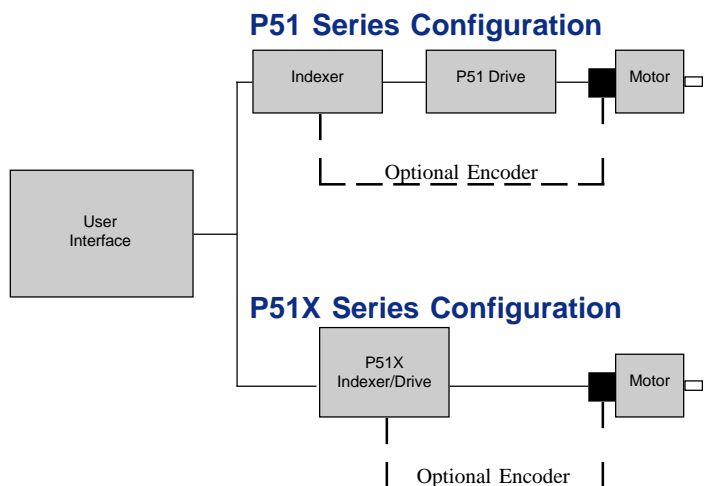 P51 Series Configuration
Indexer
P51 Drive
Motor
Optional Encoder
User
Interface
P51X Series Configuration
P51X
Indexer/Drive
Motor
Optional Encoder